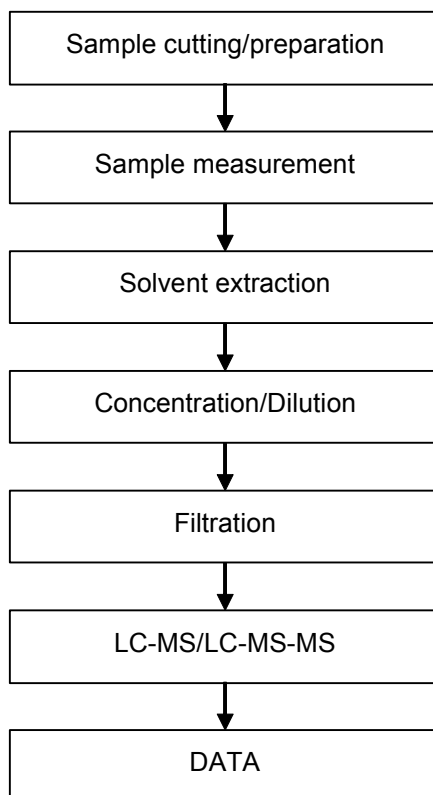 Sample cutting/preparation
Sample measurement
Solvent extraction
Concentration/Dilution
Filtration
LC-MS/LC-MS-MS
DATA